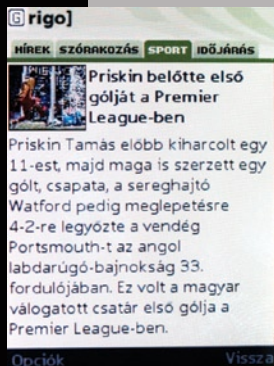 [origo]
HÍREK SZÓRAKOZÁS SPORT IDŐJÁRÁS
Priskin belőtte első
gólját a Premier
League-ben
Priskin Tamás előbb kiharcolt egy
11-est, majd maga is szerzett egy
gólt, csapata, a sereghajtó
Watford pedig meglepetésre
4-2-re legyőzte a vendég
Portsmouth-t az angol
labdarúgó-bajnokság 33.
fordulójában. Ez volt a magyar
válogatott csatár első gólja a
Premier League-ben.
Opciók Vissza